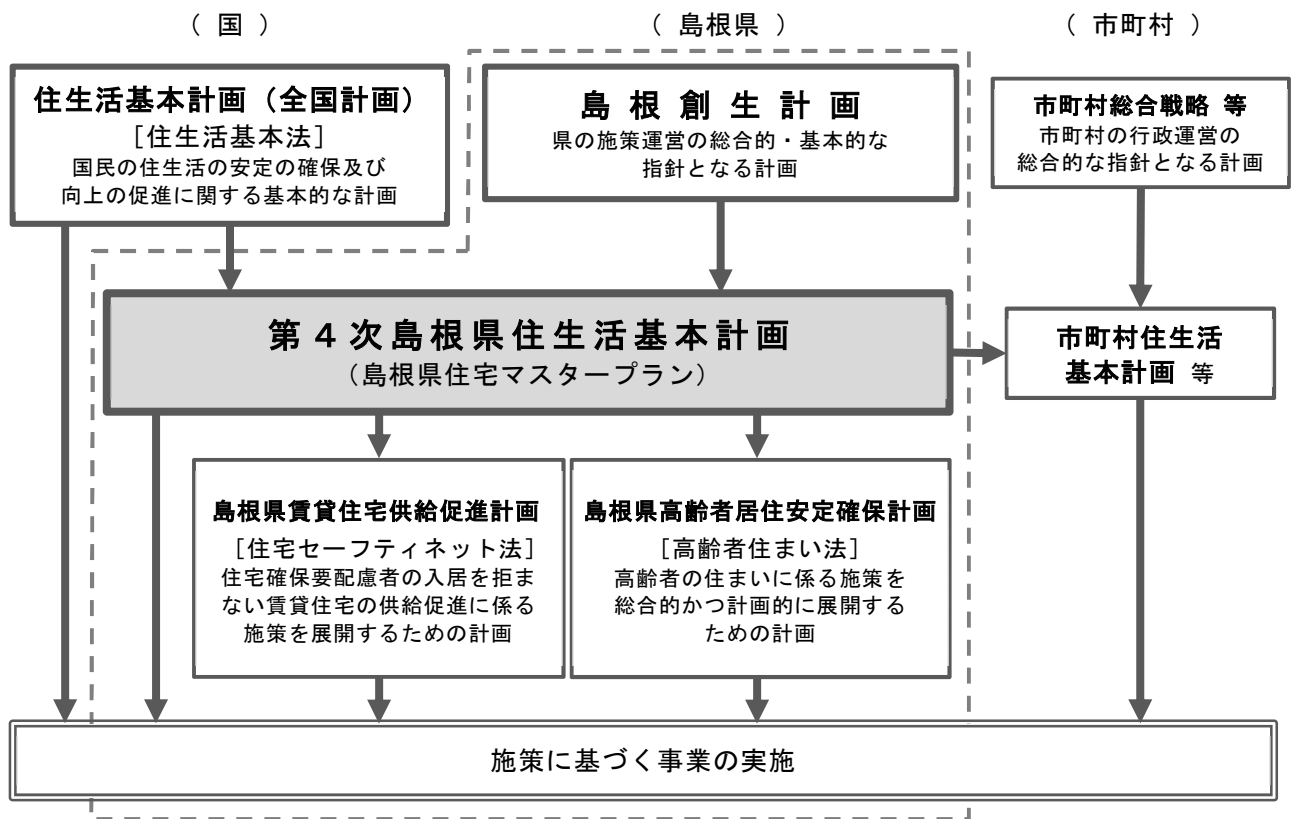 （ 国 ）
（ 島根県 ）
（ 市町村 ）
住生活基本計画（全国計画）
［住生活基本法］
国民の住生活の安定の確保及び
向上の促進に関する基本的な計画
島根創生計画
県の施策運営の総合的・基本的な
指針となる計画
市町村総合戦略 等
市町村の行政運営の
総合的な指針となる計画
第４次島根県住生活基本計画
（島根県住宅マスタープラン）
市町村住生活
基本計画 等
島根県賃貸住宅供給促進計画
［住宅セーフティネット法］
住宅確保要配慮者の入居を拒ま
ない賃貸住宅の供給促進に係る
施策を展開するための計画
島根県高齢者居住安定確保計画
［高齢者住まい法］
高齢者の住まいに係る施策を
総合的かつ計画的に展開する
ための計画
施策に基づく事業の実施